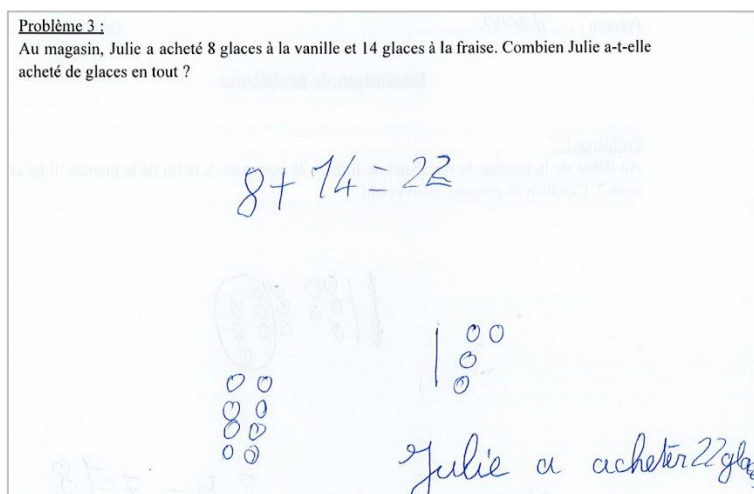 Problème 3 :
Au magasin, Julie a acheté 8 glaces à la vanille et 14 glaces à la fraise. Combien Julie a-t-elle
acheté de glaces en tout ?
8 + 14 = 22
Julie a acheter 22 gla